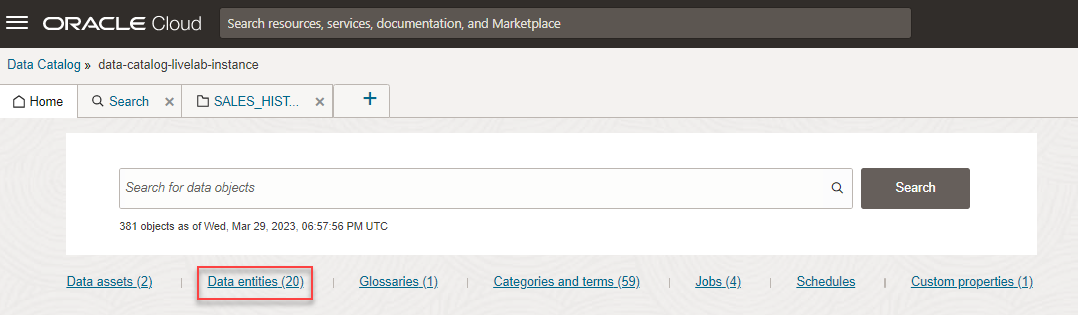 ORACLE Cloud Search resources, services, documentation, and Marketplace
Data Catalog » data-catalog-livelab-instance
Home Search × SALES_HIST... × +
Search for data objects Search
381 objects as of Wed, Mar 29, 2023, 06:57:56 PM UTC
Data assets (2) | Data entities (20) | Glossaries (1) | Categories and terms (59) | Jobs (4) | Schedules | Custom properties (1)